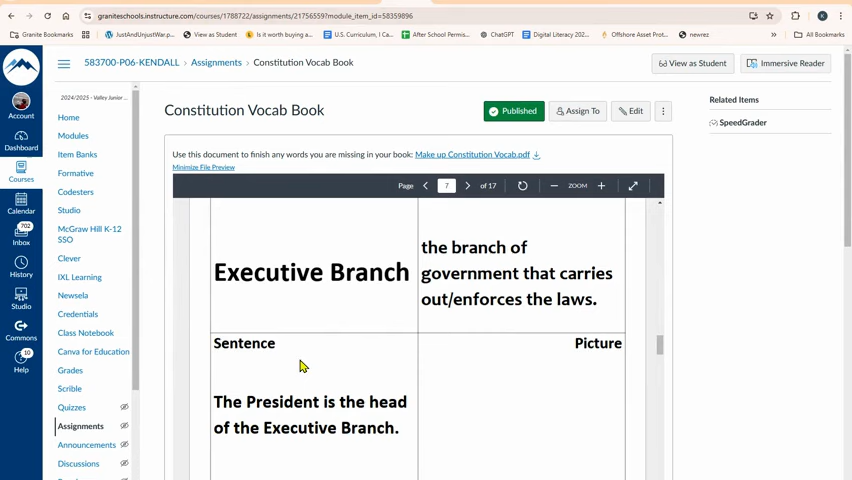 graniteschools.instructure.com/courses/1788722/assignments/21756559?module_item_id=58359896
Granite Bookmarks
JustAndUnjustWar.p...
View as Student
Is it worth buying a...
U.S. Curriculum, I Ca...
After School Permis...
ChatGPT
Digital Literacy 202...
Offshore Asset Prot...
newrez
All Bookmarks
583700-P06-KENDALL
Assignments
Constitution Vocab Book
View as Student
Immersive Reader
Account
Dashboard
Courses
Calendar
702
Inbox
History
Studio
Commons
10
Help
2024/2025 - Valley Junior ...
Home
Modules
Item Banks
Formative
Codesters
Studio
McGraw Hill K-12
SSO
Clever
IXL Learning
Newsela
Credentials
Class Notebook
Canva for Education
Grades
Scrible
Quizzes
Assignments
Announcements
Discussions
Constitution Vocab Book
Published
Assign To
Edit
Related Items
SpeedGrader
Use this document to finish any words you are missing in your book: Make up Constitution Vocab.pdf
Minimize File Preview
Page 7 of 17 ZOOM
Executive Branch
the branch of
government that carries
out/enforces the laws.
Sentence
Picture
The President is the head
of the Executive Branch.